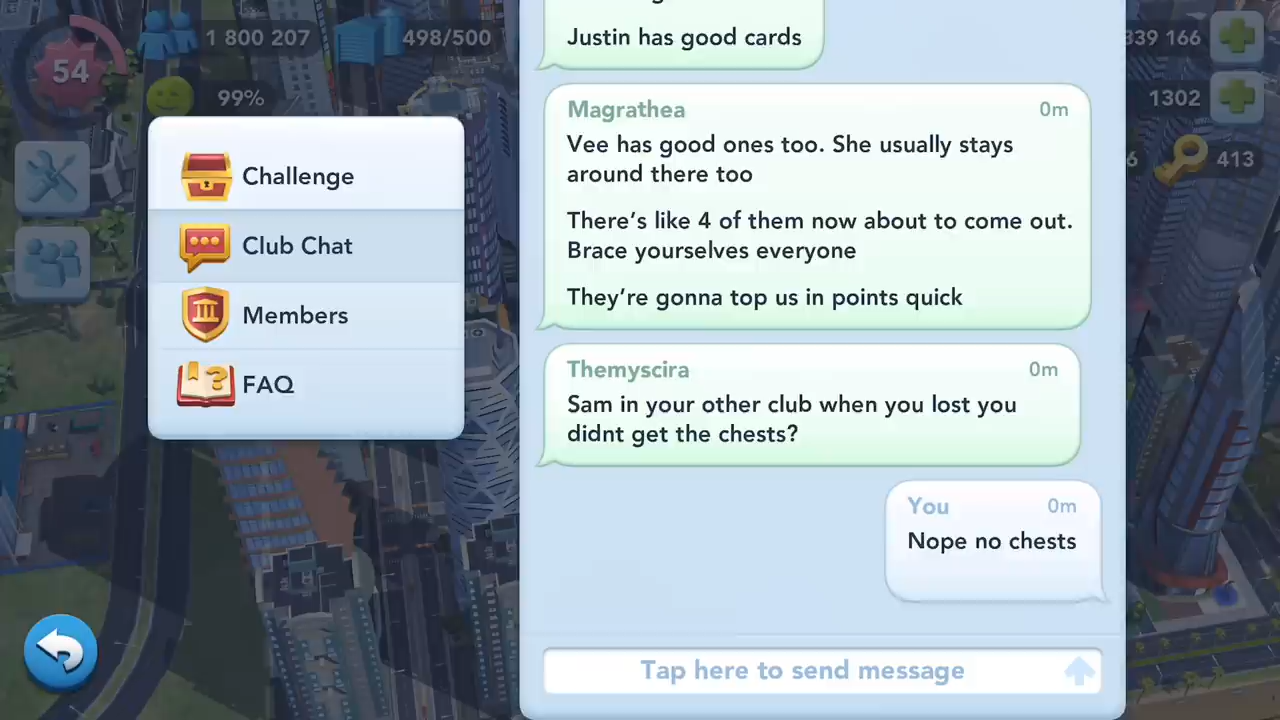 54
1 800 207
498/500
99%
339 166
1302
6
413
Challenge
Club Chat
Members
FAQ
Justin has good cards
Magrathea 0m
Vee has good ones too. She usually stays
around there too
There's like 4 of them now about to come out.
Brace yourselves everyone
They're gonna top us in points quick
Themyscira 0m
Sam in your other club when you lost you
didnt get the chests?
You 0m
Nope no chests
Tap here to send message